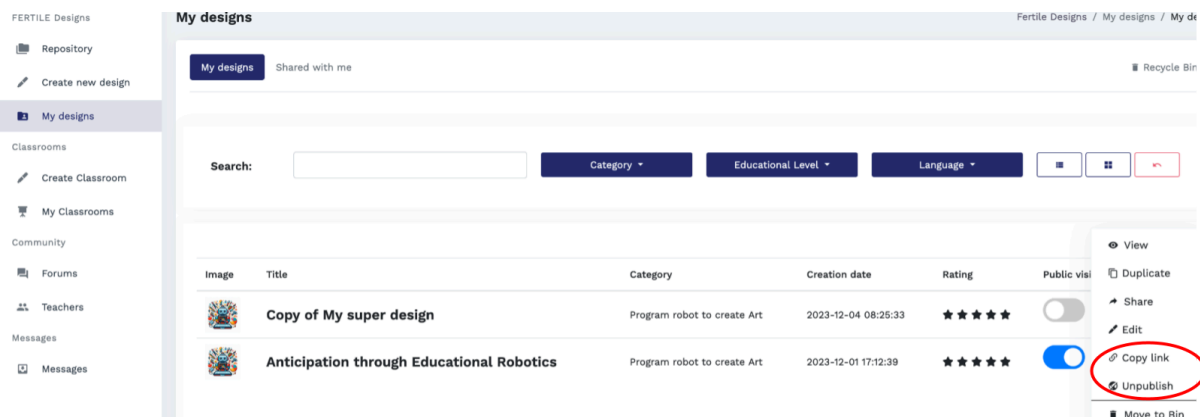 FERTILE Designs
Repository
Create new design
My designs
Classrooms
Create Classroom
My Classrooms
Community
Forums
Teachers
Messages
Messages
My designs
Fertile Designs / My designs / My de
My designs Shared with me Recycle Bin
Search: Category Educational Level Language
Image Title Category Creation date Rating Public visi
Copy of My super design Program robot to create Art 2023-12-04 08:25:33
Anticipation through Educational Robotics Program robot to create Art 2023-12-01 17:12:39
View
Duplicate
Share
Edit
Copy link
Unpublish
Move to Bin